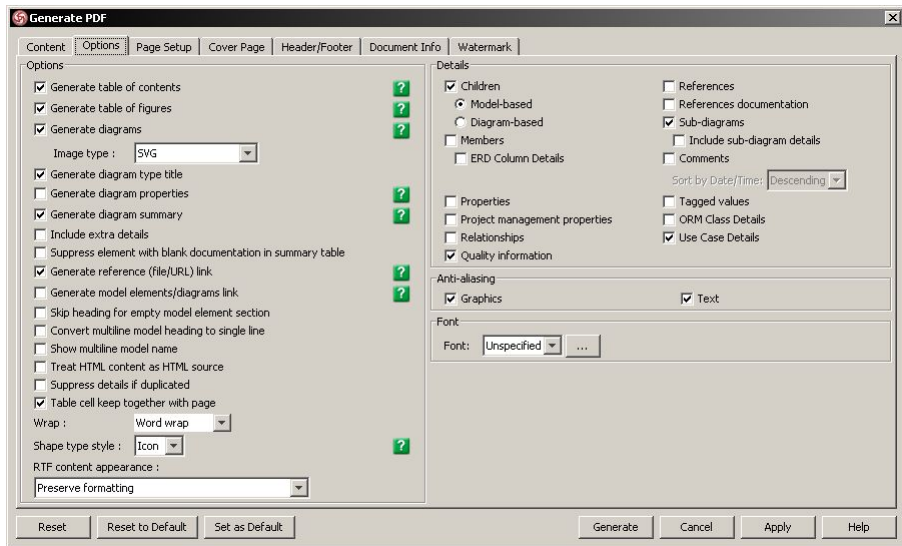 Generate PDF
Content Options Page Setup Cover Page Header/Footer Document Info Watermark
Options
Generate table of contents
Generate table of figures
Generate diagrams
Image type : SVG
Generate diagram type title
Generate diagram properties
Generate diagram summary
Include extra details
Suppress element with blank documentation in summary table
Generate reference (file/URL) link
Generate model elements/diagrams link
Skip heading for empty model element section
Convert multiline model heading to single line
Show multiline model name
Treat HTML content as HTML source
Suppress details if duplicated
Table cell keep together with page
Wrap : Word wrap
Shape type style : Icon
RTF content appearance :
Preserve formatting
Details
Children References
Model-based References documentation
Diagram-based Sub-diagrams
Members Include sub-diagram details
ERD Column Details Comments
Sort by Date/Time: Descending
Properties Tagged values
Project management properties ORM Class Details
Relationships Use Case Details
Quality information
Anti-aliasing
Graphics Text
Font
Font: Unspecified ...
Reset Reset to Default Set as Default Generate Cancel Apply Help